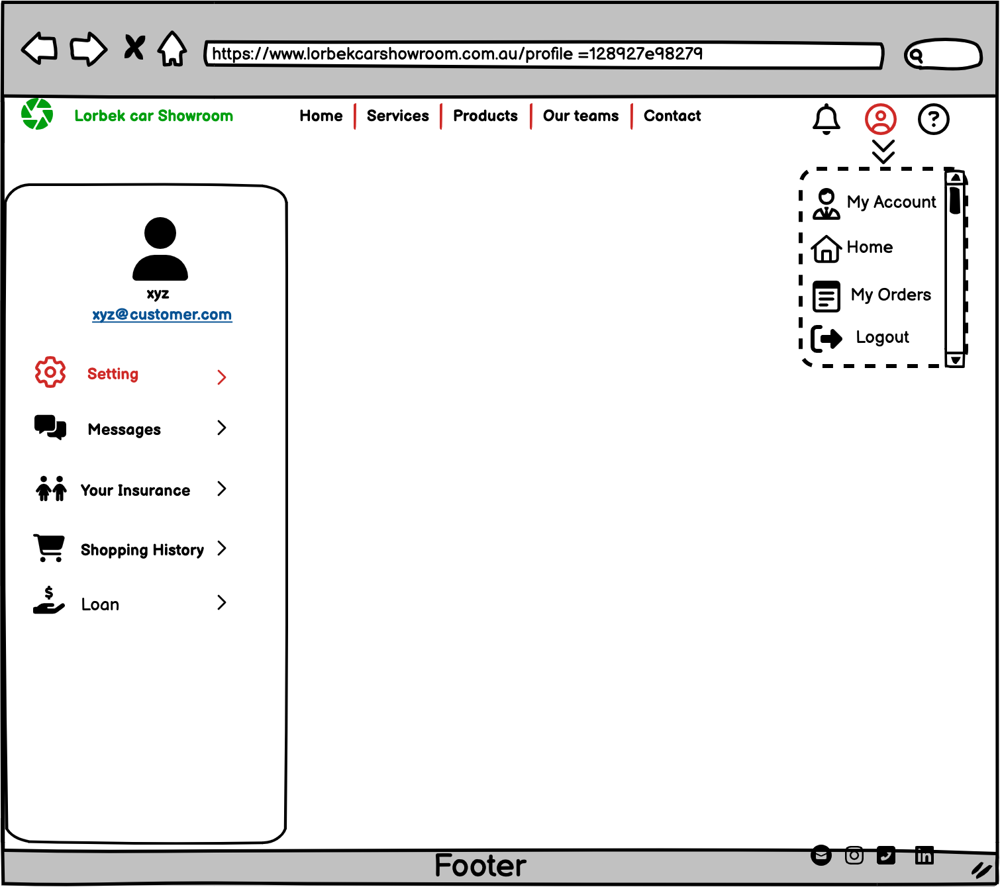 https://www.lorbekcarshowroom.com.au/profile =128927e98279
Lorbek car Showroom
Home
Services
Products
Our teams
Contact
My Account
Home
My Orders
Logout
xyz
xyz@customer.com
Setting
Messages
Your Insurance
Shopping History
$
Loan
Footer
in